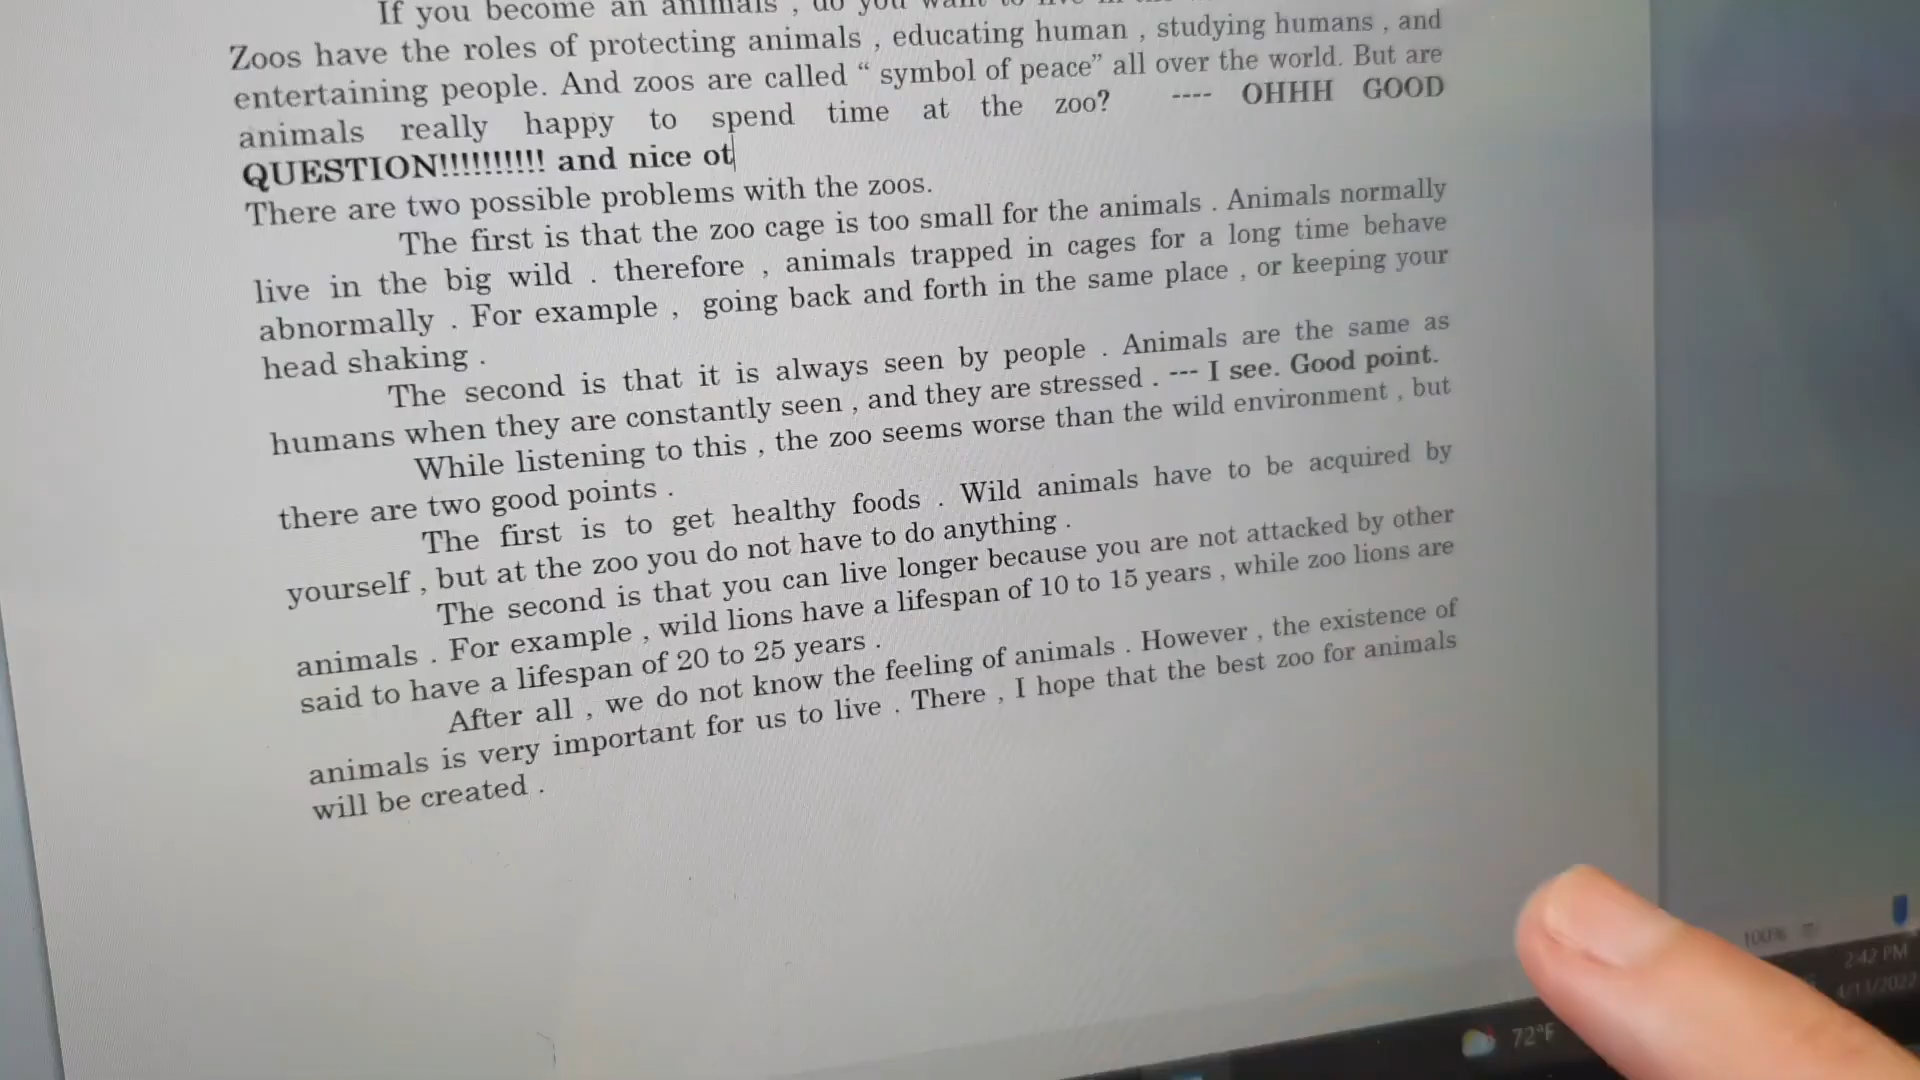 If you become an animals , do you want to live in the
Zoos have the roles of protecting animals , educating human , studying humans , and
entertaining people. And zoos are called “ symbol of peace” all over the world. But are
animals really happy to spend time at the zoo? ---- OHHH GOOD
QUESTION!!!!!!!!!! and nice ot
There are two possible problems with the zoos.
The first is that the zoo cage is too small for the animals . Animals normally
live in the big wild . therefore , animals trapped in cages for a long time behave
abnormally . For example , going back and forth in the same place , or keeping your
head shaking .
The second is that it is always seen by people . Animals are the same as
humans when they are constantly seen , and they are stressed . --- I see. Good point.
While listening to this , the zoo seems worse than the wild environment , but
there are two good points .
The first is to get healthy foods . Wild animals have to be acquired by
yourself , but at the zoo you do not have to do anything .
The second is that you can live longer because you are not attacked by other
animals . For example , wild lions have a lifespan of 10 to 15 years , while zoo lions are
said to have a lifespan of 20 to 25 years .
After all , we do not know the feeling of animals . However , the existence of
animals is very important for us to live . There , I hope that the best zoo for animals
will be created .
100%
2:42 PM
4/13/2022
72°F